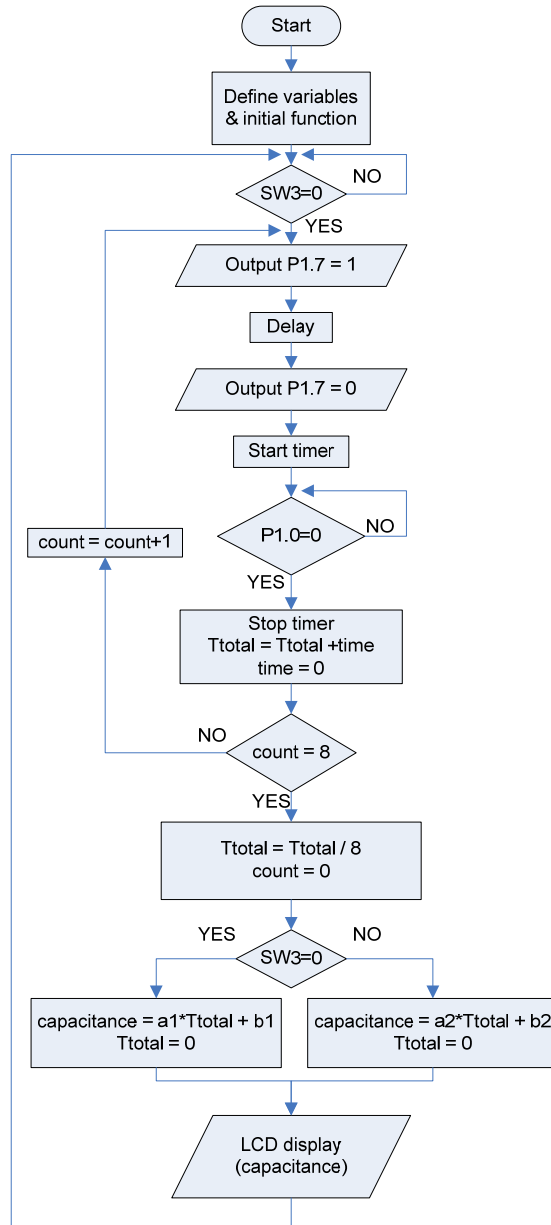 Start
Define variables
& initial function
NO
SW3=0
YES
Output P1.7 = 1
Delay
Output P1.7 = 0
Start timer
P1.0=0
NO
count = count+1
YES
Stop timer
Ttotal = Ttotal +time
time = 0
NO
count = 8
YES
Ttotal = Ttotal / 8
count = 0
YES
NO
SW3=0
capacitance = a1*Ttotal + b1
Ttotal = 0
capacitance = a2*Ttotal + b2
Ttotal = 0
LCD display
(capacitance)